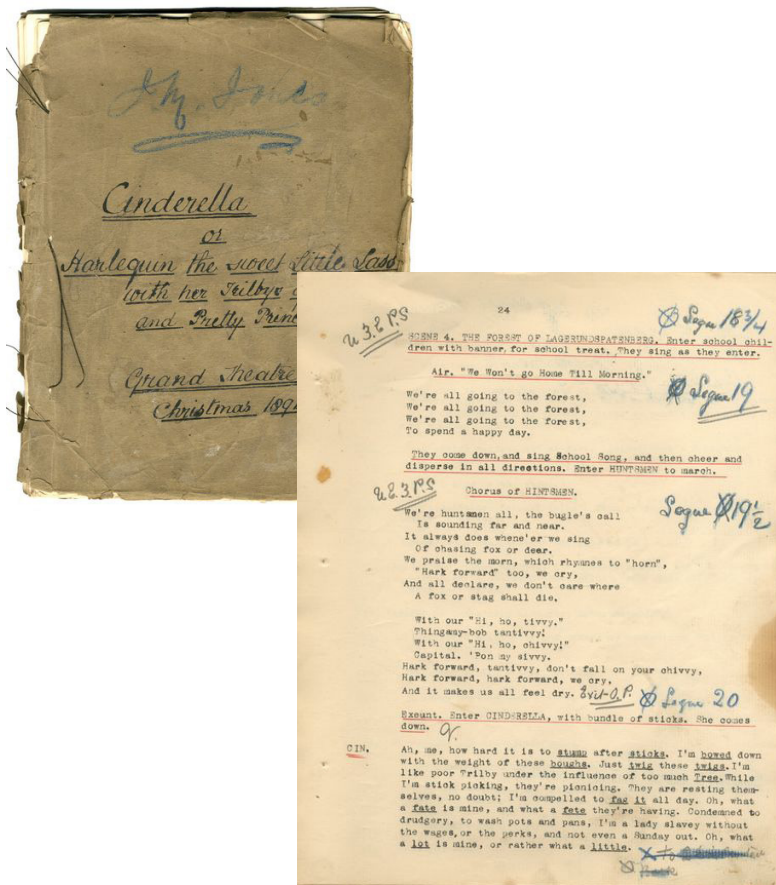 J. M. Jones
Cinderella
or
Harlequin the sweet Little Lass
with her Trilbys
and Pretty Prin
Grand Theatre
Christmas 189
24
Segue 18 3/4
U 3. E P.S
SCENE 4. THE FOREST OF LAGERUNDSPATENBERG. Enter school chil-
dren with banner, for school treat. They sing as they enter.
Air. "We Won't go Home Till Morning."
Segue 19
We're all going to the forest,
We're all going to the forest,
We're all going to the forest,
To spend a happy day.
They come down, and sing School Song, and then cheer and
disperse in all directions. Enter HUNTSMEN to march.
U.E.3.P.S
Chorus of HINTSMEN.
Segue 19 1/2
We're huntsmen all, the bugle's call
Is sounding far and near.
It always does whene'er we sing
Of chasing fox or dear.
We praise the morn, which rhymes to "horn",
"Hark forward" too, we cry,
And all declare, we don't care where
A fox or stag shall die.
With our "Hi, ho, tivvy."
Thingamy-bob tantivvy!
With our "Hi, ho, chivvy!"
Capital. 'Pon my sivvy.
Hark forward, tantivvy, don't fall on your chivvy,
Hark forward, hark forward, we cry,
And it makes us all feel dry. Exit O.P. Segue 20
Exeunt. Enter CINDERELLA, with bundle of sticks. She comes
down.
CIN. Ah, me, how hard it is to stump after sticks. I'm bowed down
with the weight of these boughs. Just twig these twigs. I'm
like poor Trilby under the influence of too much Tree. While
I'm stick picking, they're picnicing. They are resting them-
selves, no doubt; I'm compelled to fag it all day. Oh, what
a fate is mine, and what a fete they're having. Condemned to
drudgery, to wash pots and pans, I'm a lady slavey without
the wages, or the perks, and not even a Sunday out. Oh, what
a lot is mine, or rather what a little.